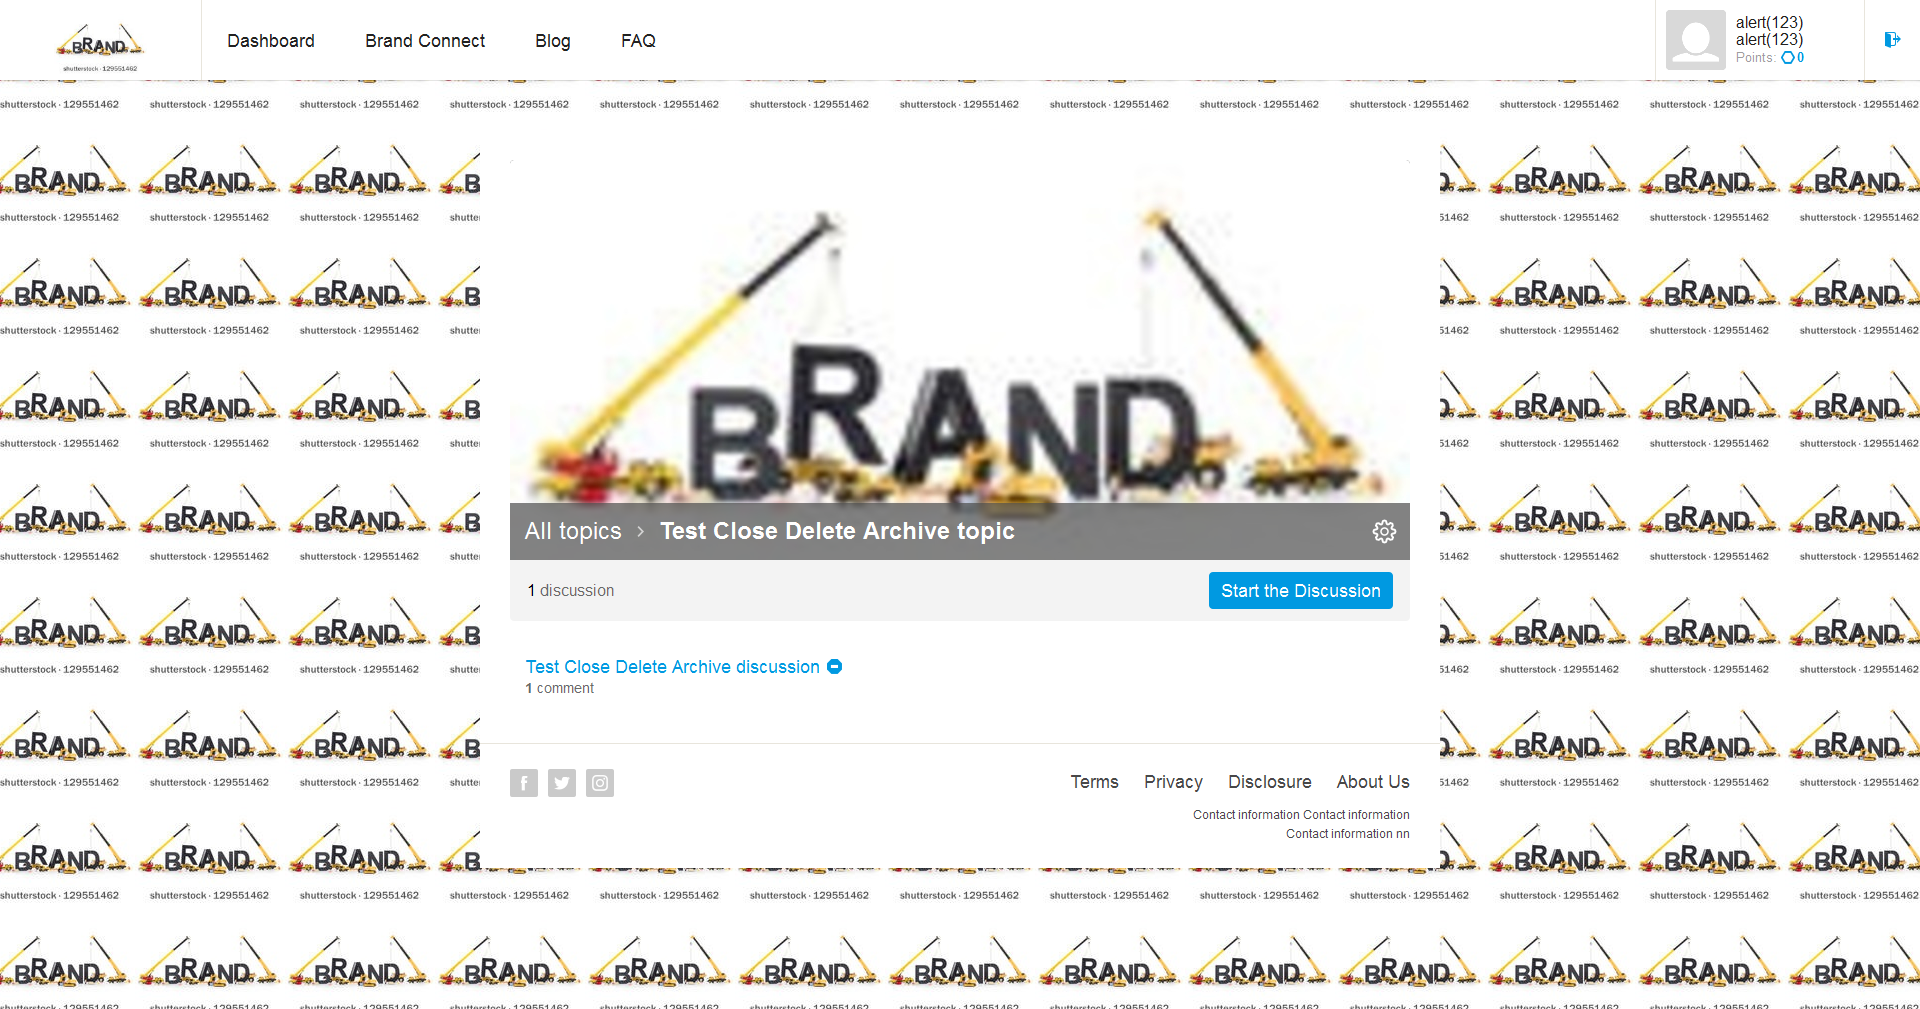 BRAND
shutterstock · 129551462
Dashboard
Brand Connect
Blog
FAQ
alert(123)
alert(123)
Points: 0
BRAND
All topics › Test Close Delete Archive topic
1 discussion
Start the Discussion
Test Close Delete Archive discussion
1 comment
Terms
Privacy
Disclosure
About Us
Contact information Contact information
Contact information nn